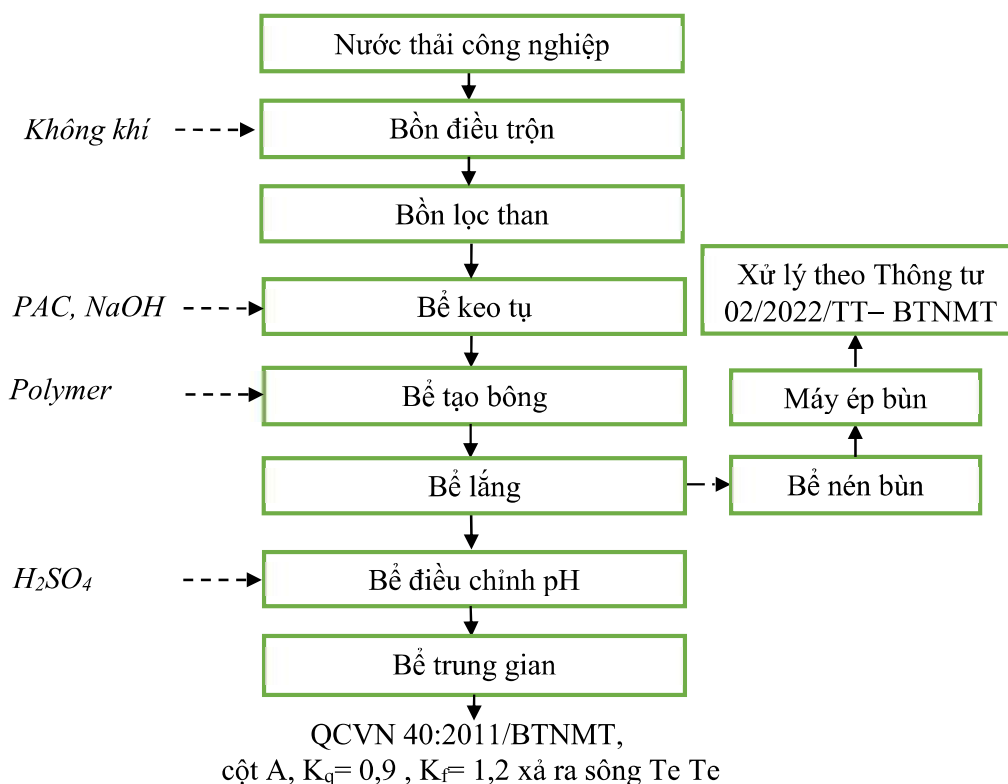 Nước thải công nghiệp
Không khí
Bồn điều trộn
Bồn lọc than
Xử lý theo Thông tư
02/2022/TT– BTNMT
PAC, NaOH
Bể keo tụ
Polymer
Bể tạo bông
Máy ép bùn
Bể lắng
Bể nén bùn
H₂SO₄
Bể điều chỉnh pH
Bể trung gian
QCVN 40:2011/BTNMT,
cột A, Kq= 0,9 , Kf= 1,2 xả ra sông Te Te